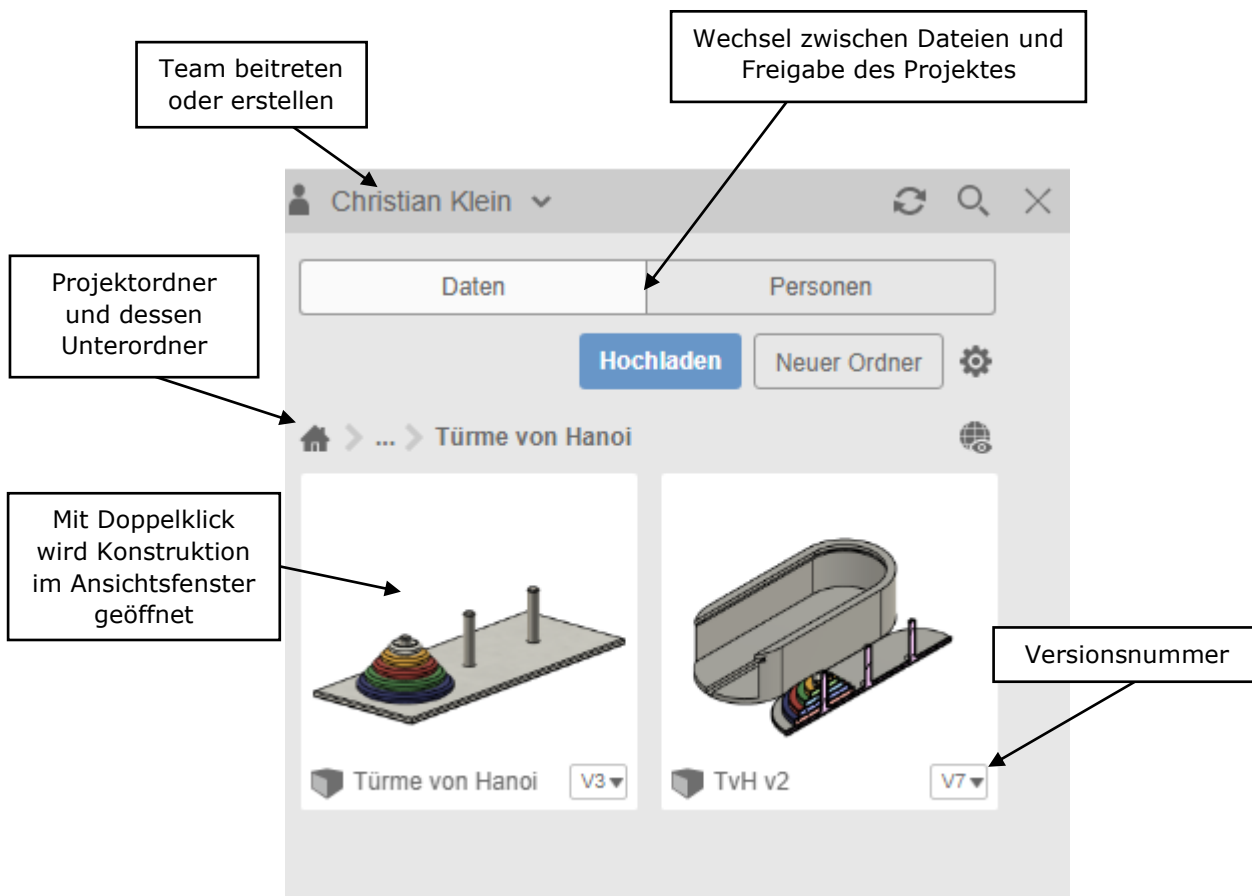 Wechsel zwischen Dateien und
Freigabe des Projektes
Team beitreten
oder erstellen
Christian Klein
Projektordner
und dessen
Unterordner
Daten
Personen
Hochladen
Neuer Ordner
... Türme von Hanoi
Mit Doppelklick
wird Konstruktion
im Ansichtsfenster
geöffnet
Versionsnummer
Türme von Hanoi
V3
TvH v2
V7